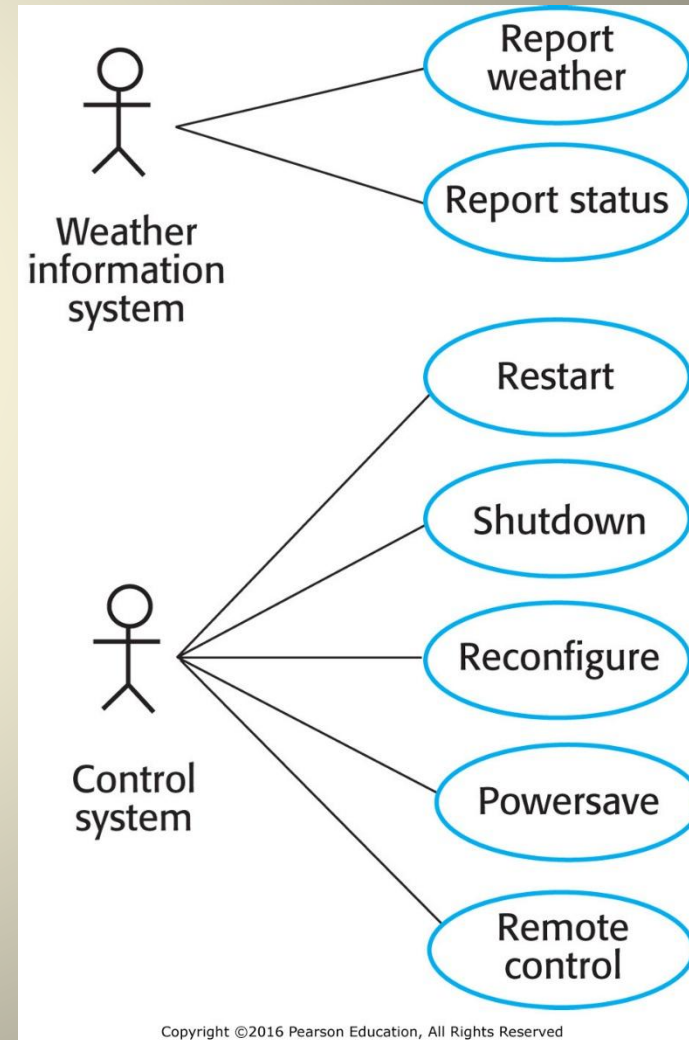 Report
weather
Report status
Weather
information
system
Restart
Shutdown
Reconfigure
Powersave
Control
system
Remote
control
Copyright ©2016 Pearson Education, All Rights Reserved